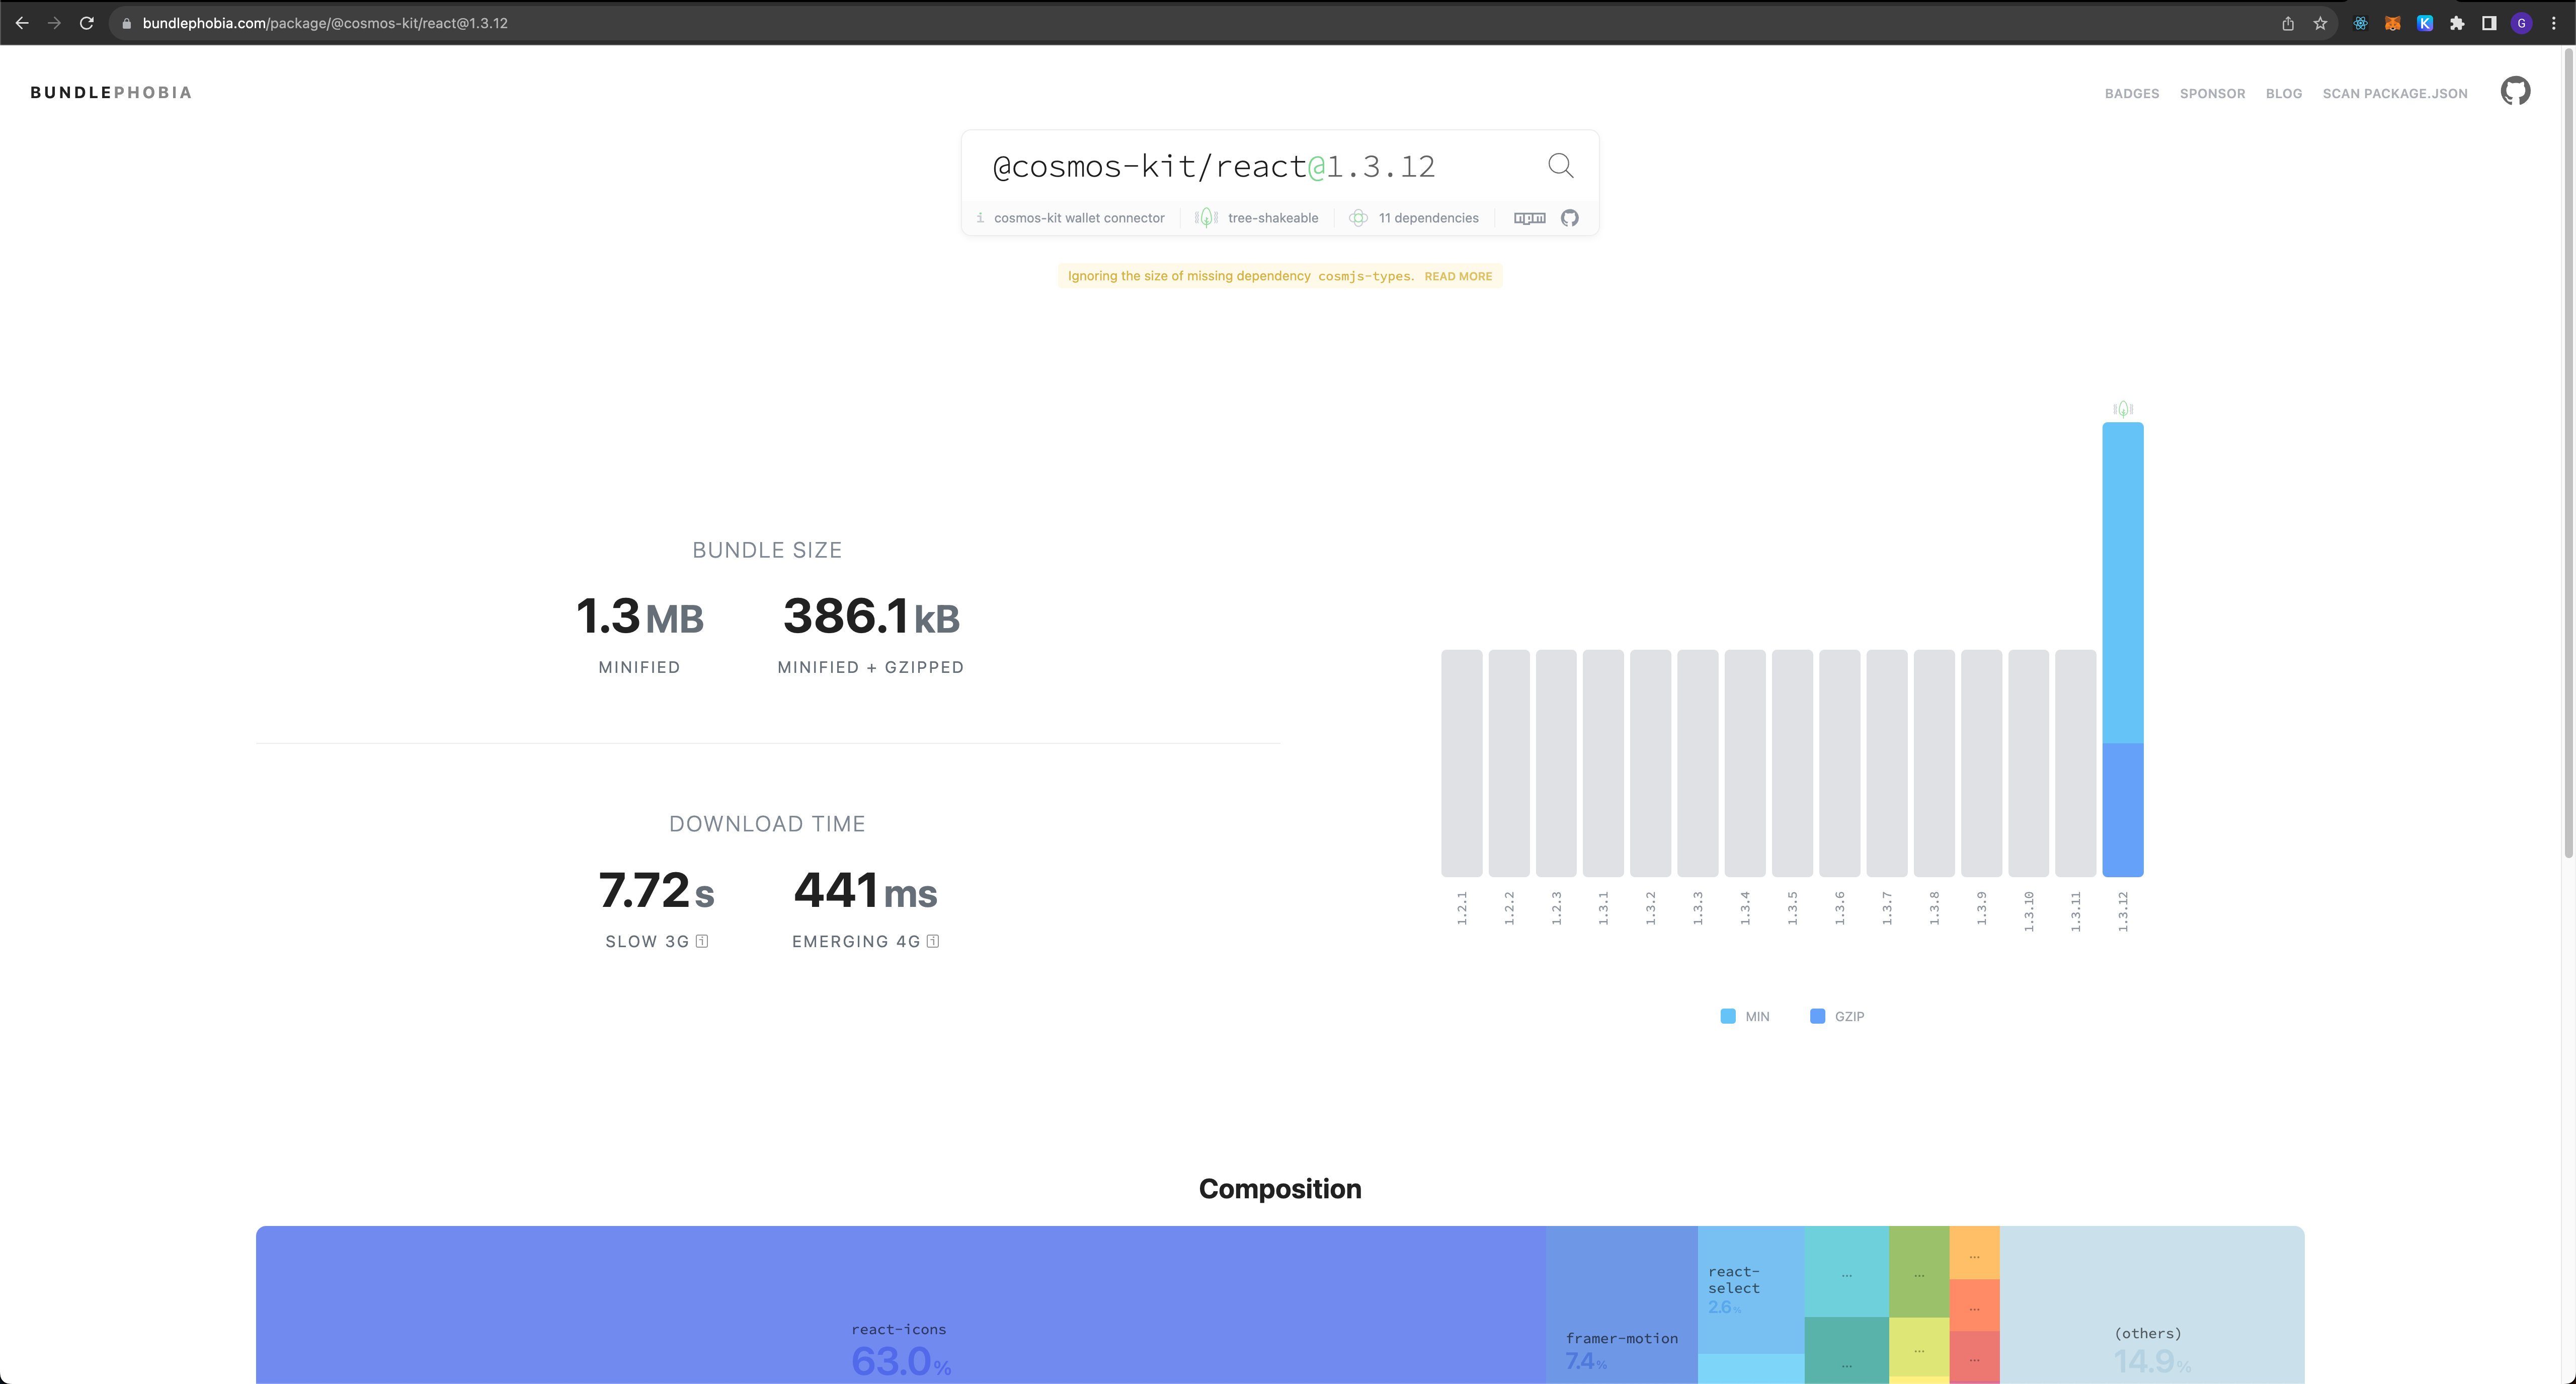 bundlephobia.com/package/@cosmos-kit/react@1.3.12
G
BUNDLEPHOBIA
BADGES SPONSOR BLOG SCAN PACKAGE.JSON
@cosmos-kit/react@1.3.12
i cosmos-kit wallet connector tree-shakeable 11 dependencies npm
Ignoring the size of missing dependency cosmjs-types. READ MORE
BUNDLE SIZE
1.3 MB 386.1 kB
MINIFIED MINIFIED + GZIPPED
DOWNLOAD TIME
7.72 s 441 ms
SLOW 3G i EMERGING 4G i
1.2.1 1.2.2 1.2.3 1.3.1 1.3.2 1.3.3 1.3.4 1.3.5 1.3.6 1.3.7 1.3.8 1.3.9 1.3.10 1.3.11 1.3.12
MIN GZIP
Composition
react-icons
63.0%
framer-motion
7.4%
react-
select
2.6%
...
...
...
...
...
...
...
(others)
14.9%